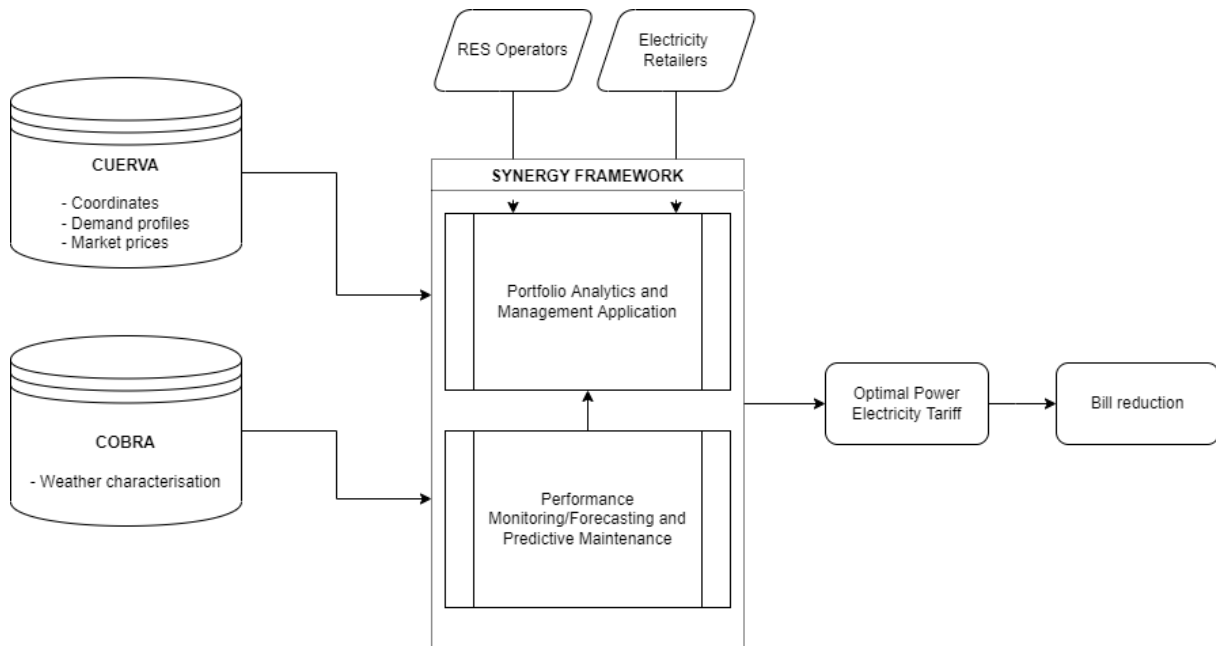 RES Operators
Electricity
Retailers
CUERVA
- Coordinates
- Demand profiles
- Market prices
SYNERGY FRAMEWORK
Portfolio Analytics and
Management Application
COBRA
- Weather characterisation
Performance
Monitoring/Forecasting and
Predictive Maintenance
Optimal Power
Electricity Tariff
Bill reduction